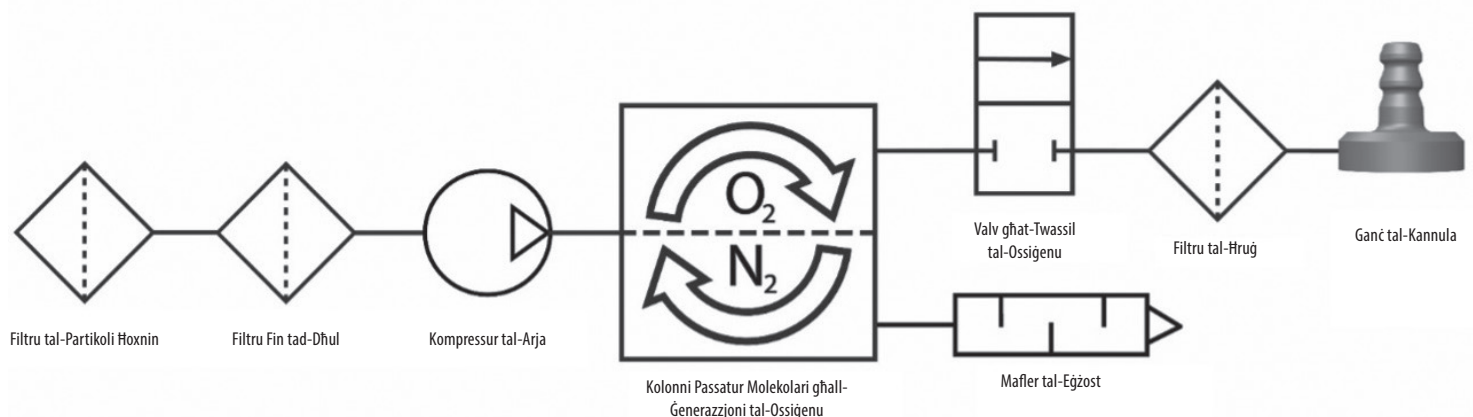 O₂
N₂
Filtru tal-Partikoli Ħoxnin
Filtru Fin tad-Dħul
Kompressur tal-Arja
Kolonni Passatur Molekolari għall-
Ġenerazzjoni tal-Ossiġenu
Valv għat-Twassil
tal-Ossiġenu
Filtru tal-Ħruġ
Ganċ tal-Kannula
Mafler tal-Eġżost